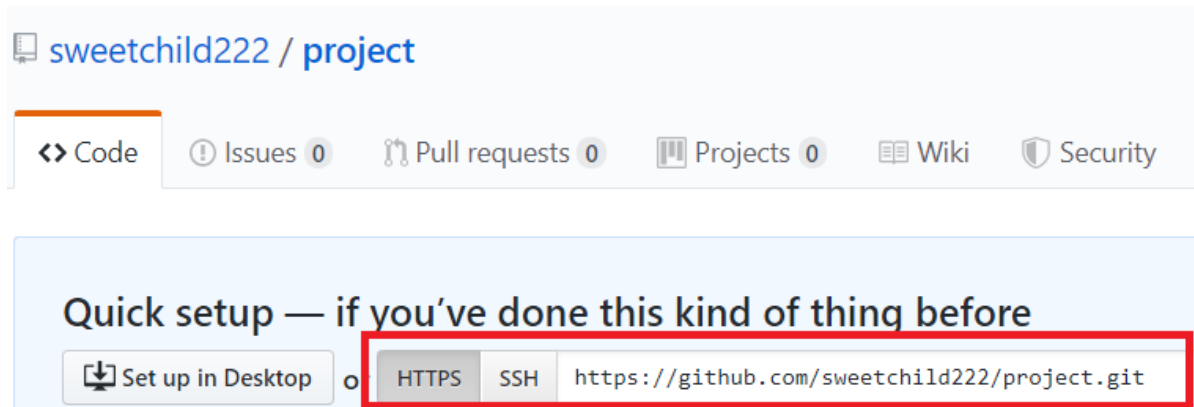 sweetchild222 / project
Code Issues 0 Pull requests 0 Projects 0 Wiki Security
Quick setup — if you've done this kind of thing before
Set up in Desktop o HTTPS SSH https://github.com/sweetchild222/project.git